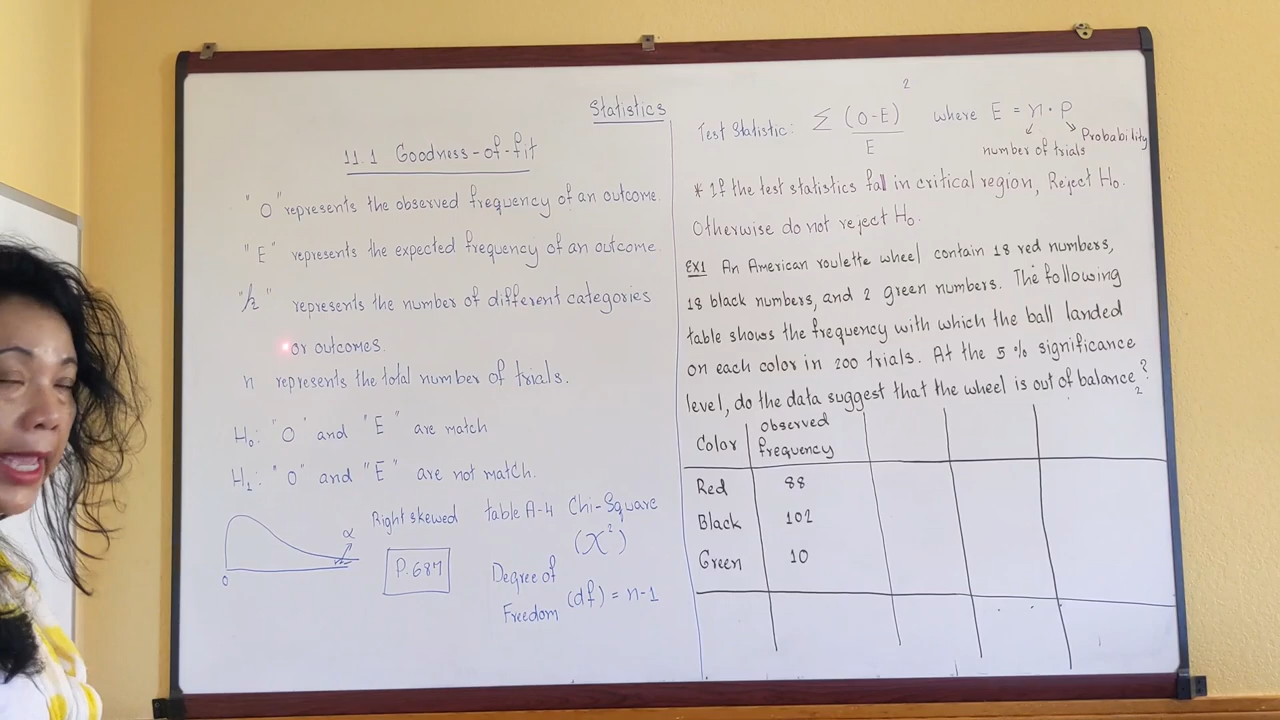 Statistics
11.1 Goodness-of-fit
"O" represents the observed frequency of an outcome.
"E" represents the expected frequency of an outcome.
"k" represents the number of different categories
or outcomes.
n represents the total number of trials.
H₀: "O" and "E" are match
H₁: "O" and "E" are not match.
Right skewed table A-4 Chi-Square
(X²)
α
0
P. 687
Degree of
Freedom (df) = n-1
Test Statistic: Σ (O-E)²/E where E = n · p
Probability
number of trials
* If the test statistics fall in critical region, Reject H₀.
Otherwise do not reject H₀.
Ex1 An American roulette wheel contain 18 red numbers,
18 black numbers, and 2 green numbers. The following
table shows the frequency with which the ball landed
on each color in 200 trials. At the 5 % significance
level, do the data suggest that the wheel is out of balance?
2
Color observed frequency
Red 88
Black 102
Green 10